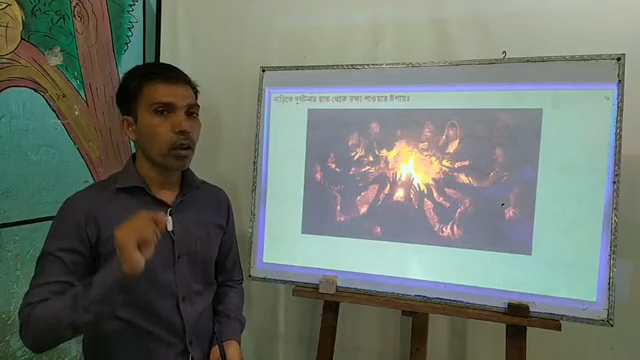 বাড়িতে দুর্ঘটনার হাত থেকে রক্ষা পাওয়ার উপায়ঃ